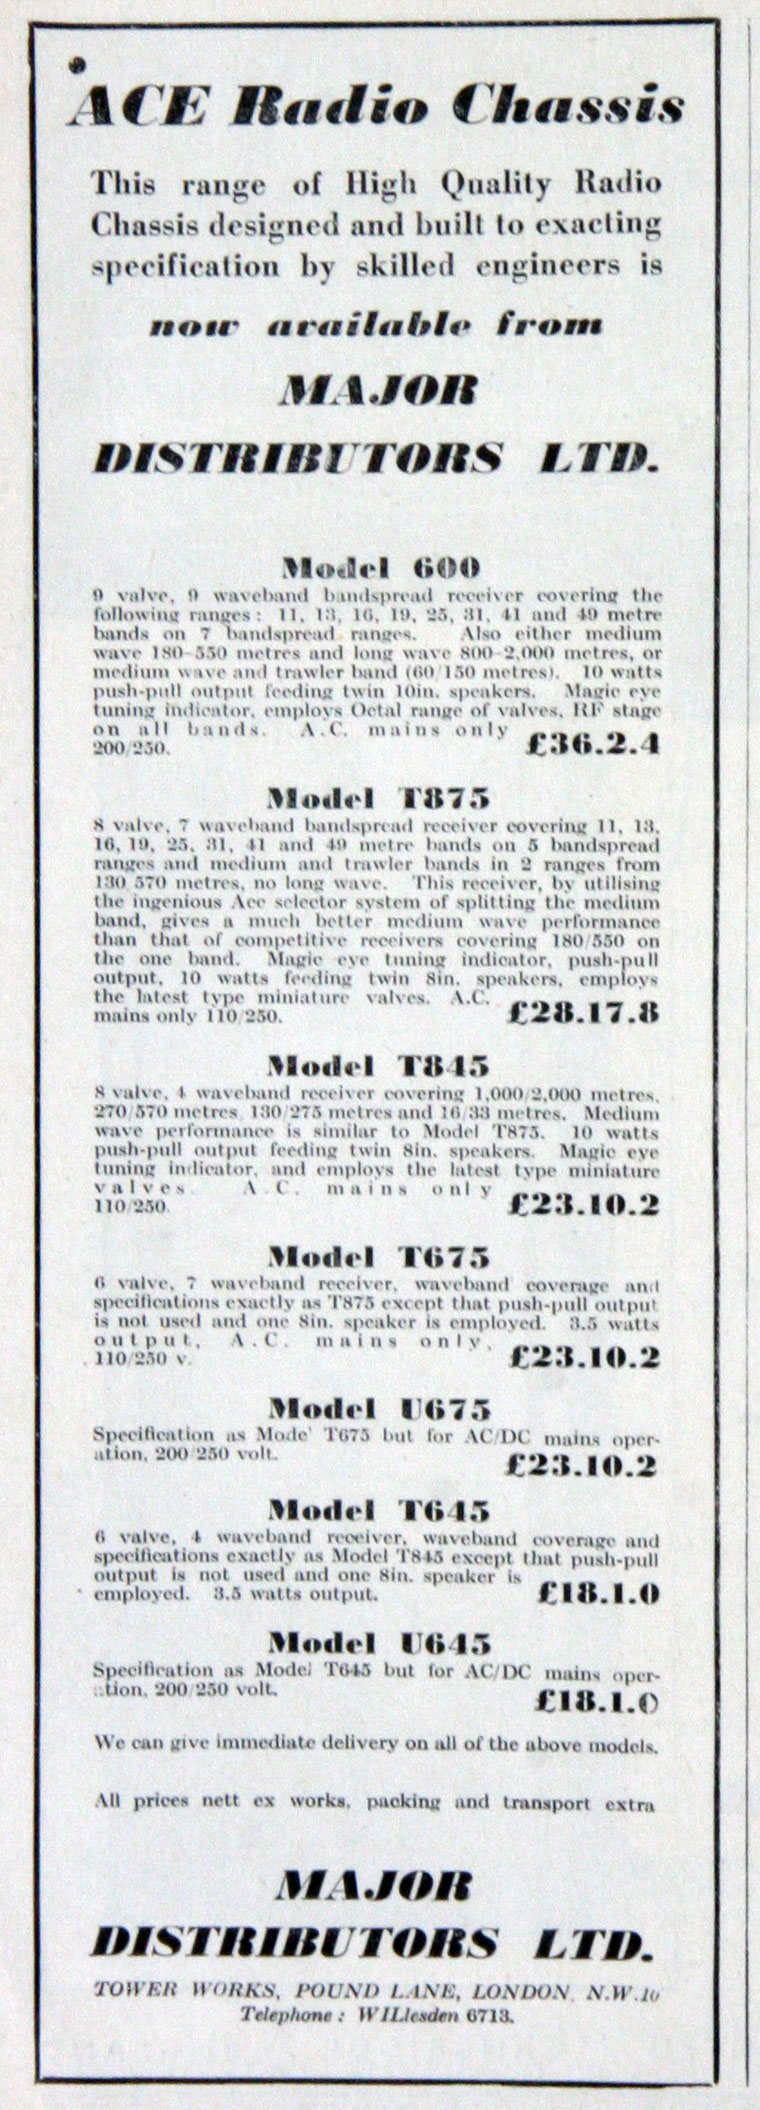 ACE Radio Chassis
This range of High Quality Radio
Chassis designed and built to exacting
specification by skilled engineers is
now available from
MAJOR
DISTRIBUTORS LTD.
Model 600
9 valve, 9 waveband bandspread receiver covering the
following ranges: 11, 13, 16, 19, 25, 31, 41 and 49 metre
bands on 7 bandspread ranges. Also either medium
wave 180-550 metres and long wave 800-2,000 metres, or
medium wave and trawler band (60/150 metres). 10 watts
push-pull output feeding twin 10in. speakers. Magic eye
tuning indicator, employs Octal range of valves, RF stage
on all bands. A.C. mains only
200/250. £36.2.4
Model T875
8 valve, 7 waveband bandspread receiver covering 11, 13,
16, 19, 25, 31, 41 and 49 metre bands on 5 bandspread
ranges and medium and trawler bands in 2 ranges from
130/570 metres, no long wave. This receiver, by utilising
the ingenious Ace selector system of splitting the medium
band, gives a much better medium wave performance
than that of competitive receivers covering 180/550 on
the one band. Magic eye tuning indicator, push-pull
output, 10 watts feeding twin 8in. speakers, employs
the latest type miniature valves. A.C.
mains only 110/250. £28.17.8
Model T845
8 valve, 4 waveband receiver covering 1,000/2,000 metres,
270/570 metres, 130/275 metres and 16/33 metres. Medium
wave performance is similar to Model T875. 10 watts
push-pull output feeding twin 8in. speakers. Magic eye
tuning indicator, and employs the latest type miniature
valves. A.C. mains only
110/250. £23.10.2
Model T675
6 valve, 7 waveband receiver, waveband coverage and
specifications exactly as T875 except that push-pull output
is not used and one 8in. speaker is employed. 3.5 watts
output, A.C. mains only,
110/250 v. £23.10.2
Model U675
Specification as Model T675 but for AC/DC mains oper-
ation, 200/250 volt. £23.10.2
Model T645
6 valve, 4 waveband receiver, waveband coverage and
specifications exactly as Model T845 except that push-pull
output is not used and one 8in. speaker is
employed. 3.5 watts output. £18.1.0
Model U645
Specification as Model T645 but for AC/DC mains oper-
ation, 200/250 volt. £18.1.0
We can give immediate delivery on all of the above models.
All prices nett ex works, packing and transport extra
MAJOR
DISTRIBUTORS LTD.
TOWER WORKS, POUND LANE, LONDON, N.W.10
Telephone: WILlesden 6713.